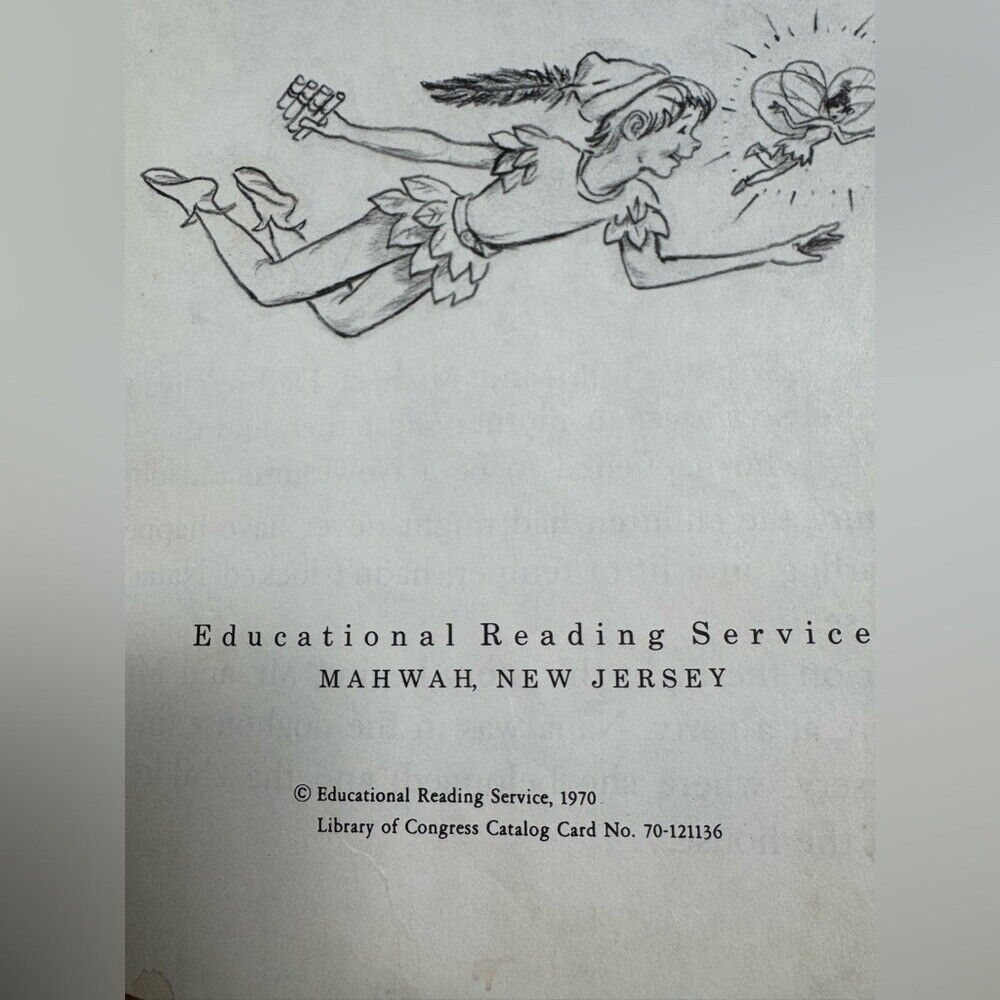 Educational Reading Service
MAHWAH, NEW JERSEY
© Educational Reading Service, 1970
Library of Congress Catalog Card No. 70-121136